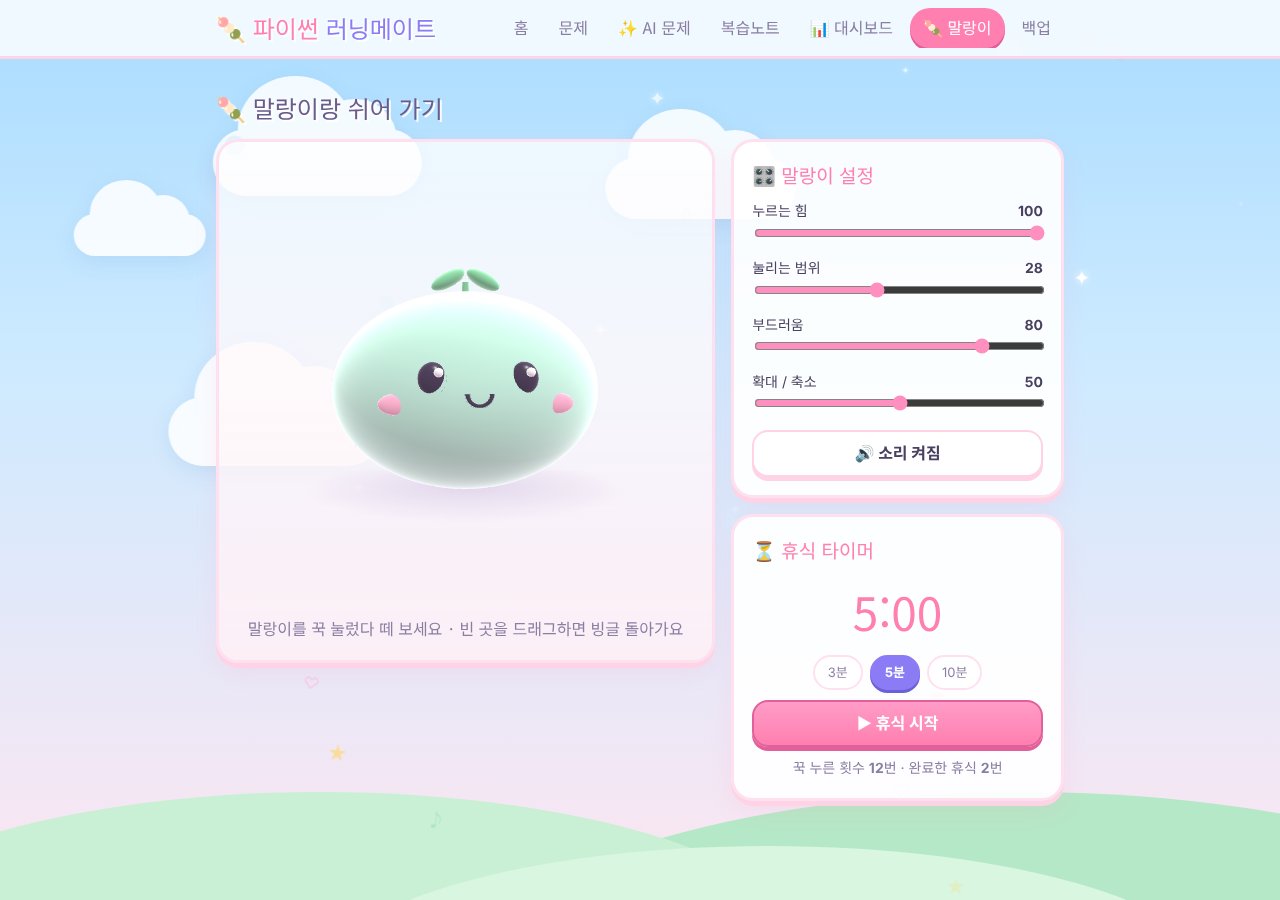 파이썬 러닝메이트
홈 문제 ✨ AI 문제 복습노트 📊 대시보드 🍡 말랑이 백업
🍡 말랑이랑 쉬어 가기
말랑이를 꾹 눌렀다 떼 보세요 · 빈 곳을 드래그하면 빙글 돌아가요
🎛️ 말랑이 설정
누르는 힘 100
눌리는 범위 28
부드러움 80
확대 / 축소 50
🔊 소리 켜짐
⏳ 휴식 타이머
5:00
3분 5분 10분
▶ 휴식 시작
꾹 누른 횟수 12번 · 완료한 휴식 2번